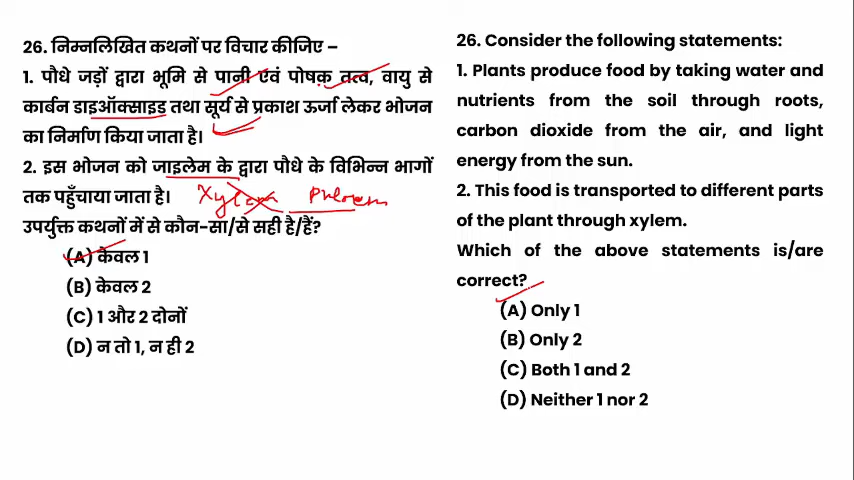 26. निम्नलिखित कथनों पर विचार कीजिए –
1. पौधे जड़ों द्वारा भूमि से पानी एवं पोषक़ तत्व, वायु से
कार्बन डाइऑक्साइड तथा सूर्य से प्रकाश ऊर्जा लेकर भोजन
का निर्माण किया जाता है।
2. इस भोजन को जाइलेम के द्वारा पौधे के विभिन्न भागों
तक पहुँचाया जाता है।
Xylem Phloem
उपर्युक्त कथनों में से कौन-सा/से सही है/हैं?
(A) केवल 1
(B) केवल 2
(C) 1 और 2 दोनों
(D) न तो 1, न ही 2
26. Consider the following statements:
1. Plants produce food by taking water and
nutrients from the soil through roots,
carbon dioxide from the air, and light
energy from the sun.
2. This food is transported to different parts
of the plant through xylem.
Which of the above statements is/are
correct?
(A) Only 1
(B) Only 2
(C) Both 1 and 2
(D) Neither 1 nor 2